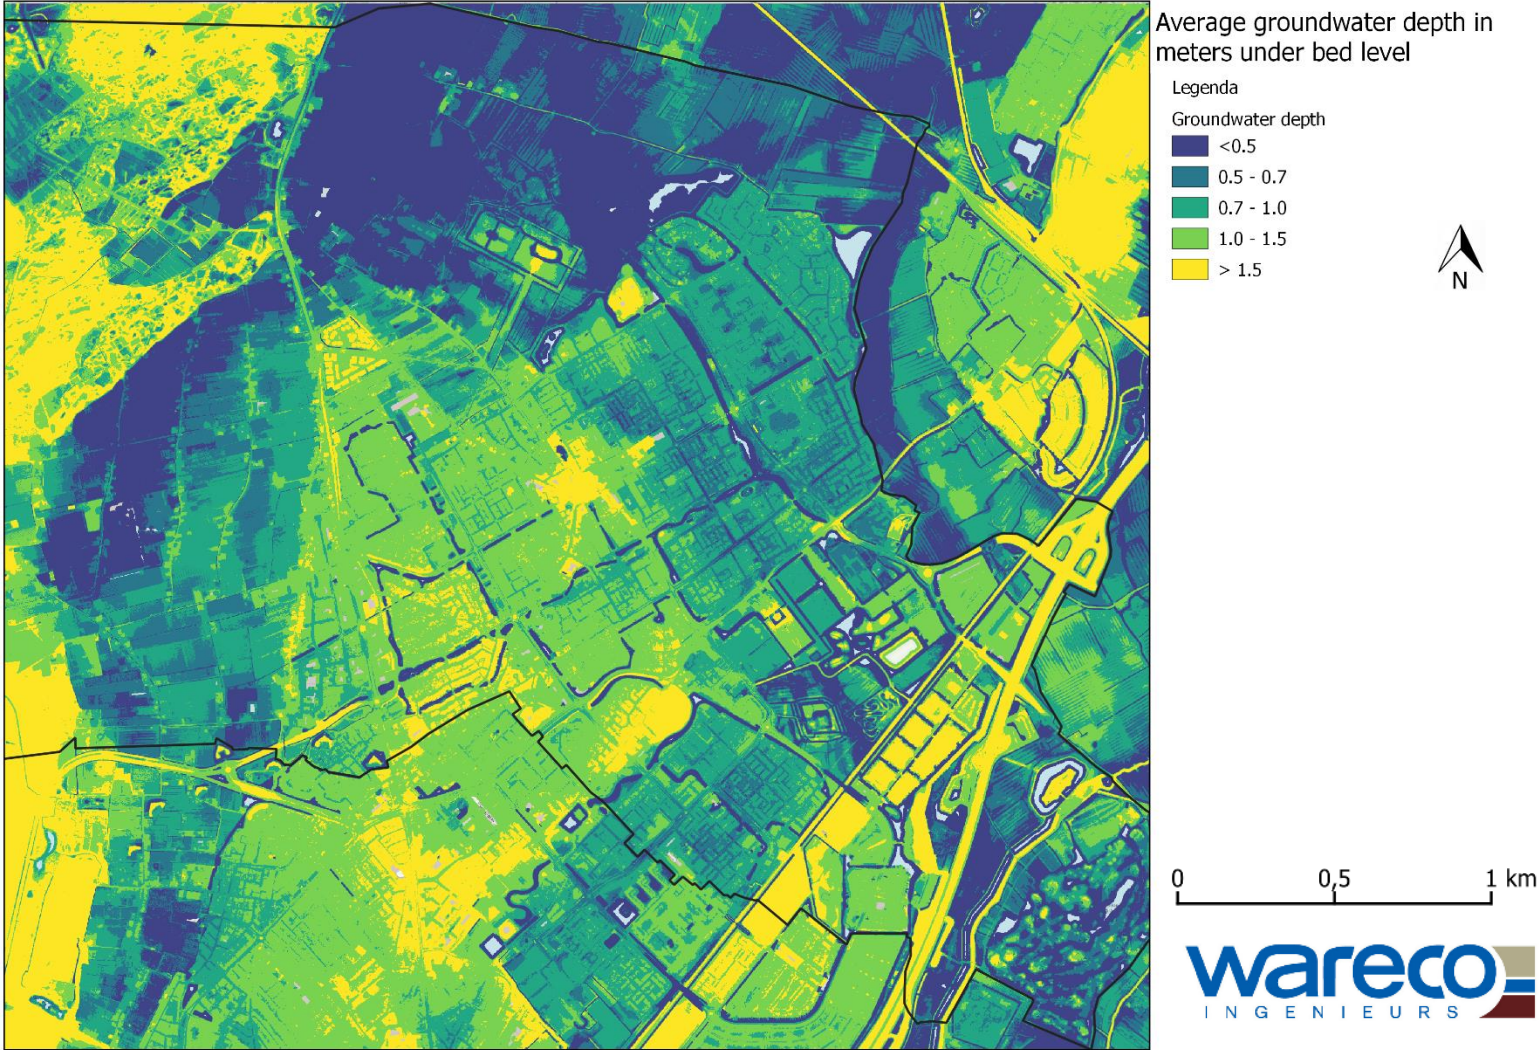 Average groundwater depth in
meters under bed level
Legenda
Groundwater depth
<0.5
0.5 - 0.7
0.7 - 1.0
1.0 - 1.5
> 1.5
N
0 0,5 1 km
wareco
INGENIEURS